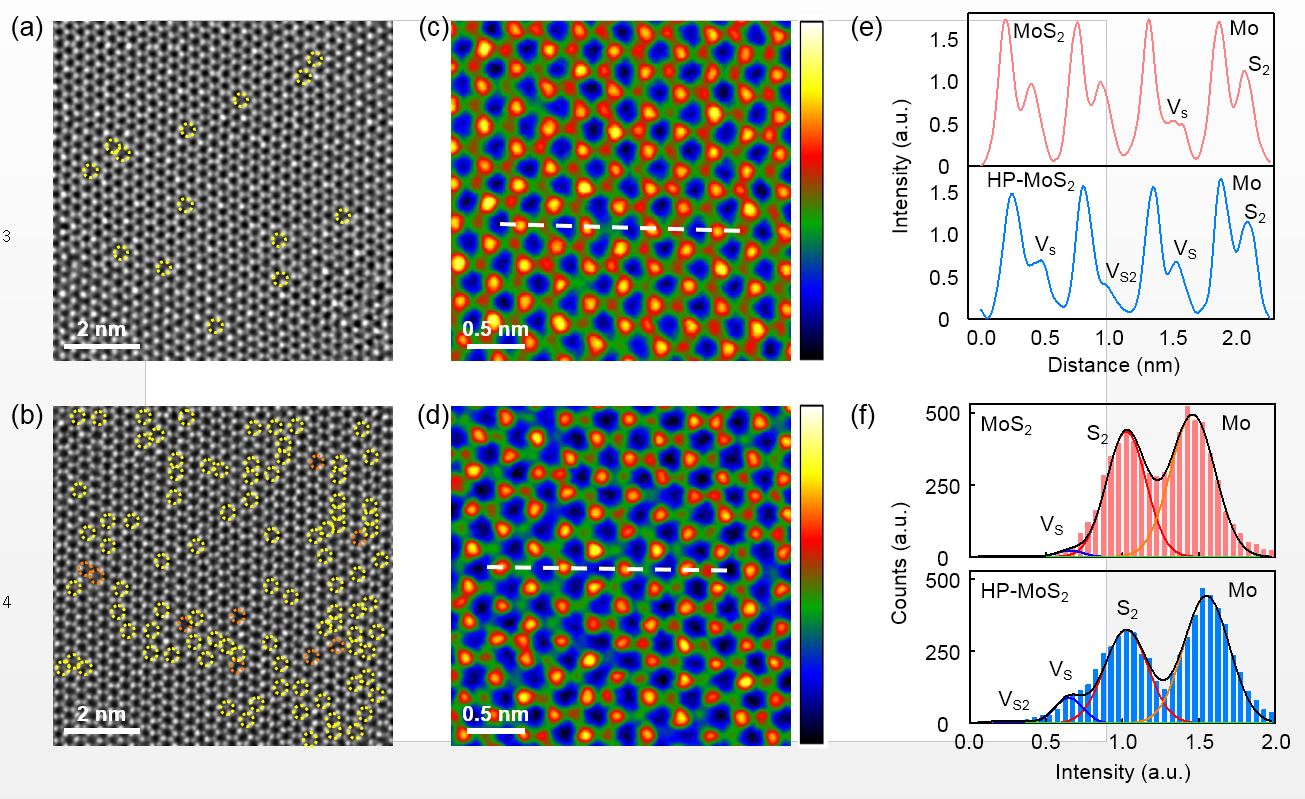 (a)
2 nm
(c)
0.5 nm
(e)
MoS2
Mo
S2
Vs
1.5
1.0
0.5
0
HP-MoS2
Mo
S2
Vs
VS2
VS
1.5
1.0
0.5
0
Intensity (a.u.)
0.0 0.5 1.0 1.5 2.0
Distance (nm)
3
(b)
2 nm
(d)
0.5 nm
(f)
MoS2
S2
Mo
VS
500
250
0
HP-MoS2
S2
Mo
VS
VS2
500
250
0
Counts (a.u.)
0.0 0.5 1.0 1.5 2.0
Intensity (a.u.)
4